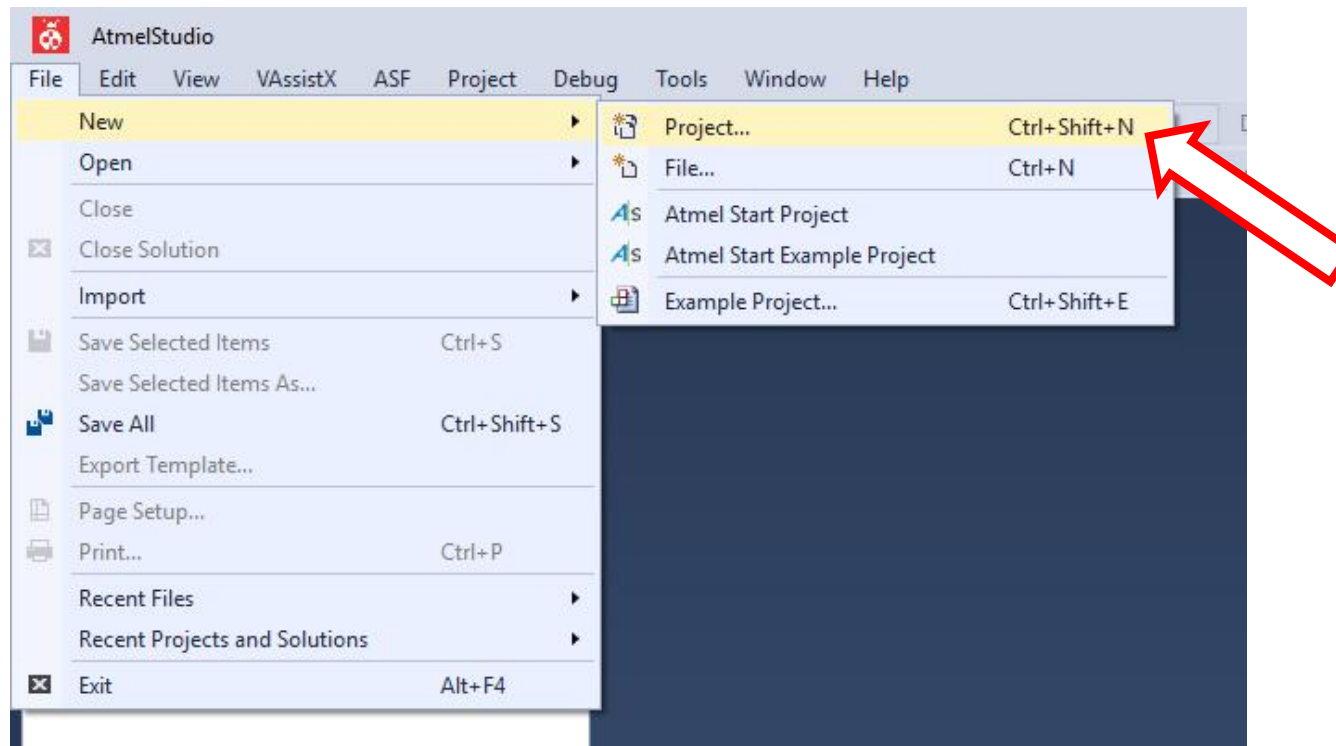 AtmelStudio
File Edit View VAssistX ASF Project Debug Tools Window Help
New
Open
Close
Close Solution
Import
Save Selected Items Ctrl+S
Save Selected Items As...
Save All Ctrl+Shift+S
Export Template...
Page Setup...
Print... Ctrl+P
Recent Files
Recent Projects and Solutions
Exit Alt+F4
Project... Ctrl+Shift+N
File... Ctrl+N
As Atmel Start Project
As Atmel Start Example Project
Example Project... Ctrl+Shift+E